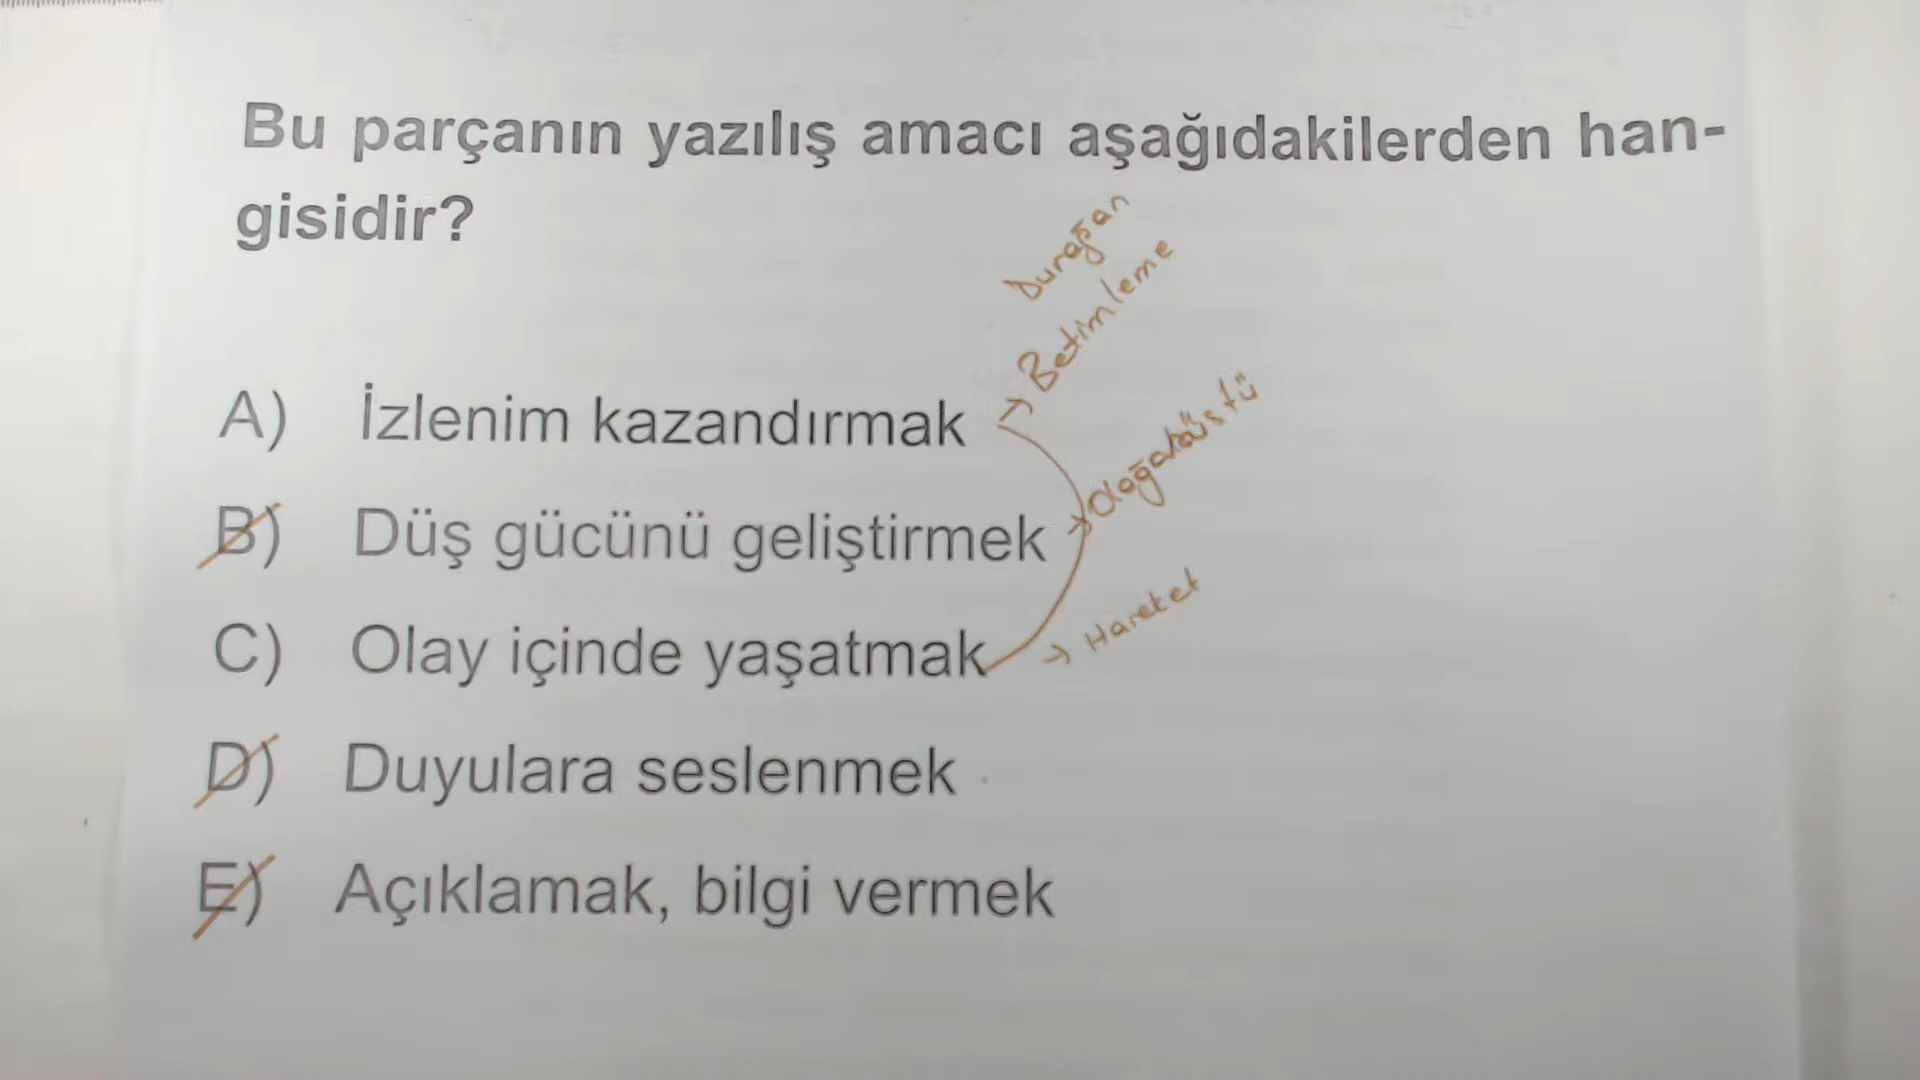 Bu parçanın yazılış amacı aşağıdakilerden han-
gisidir?
Durağan
A) İzlenim kazandırmak → Betimleme
B) Düş gücünü geliştirmek → Olağanüstü
C) Olay içinde yaşatmak → Hareket
D) Duyulara seslenmek
E) Açıklamak, bilgi vermek